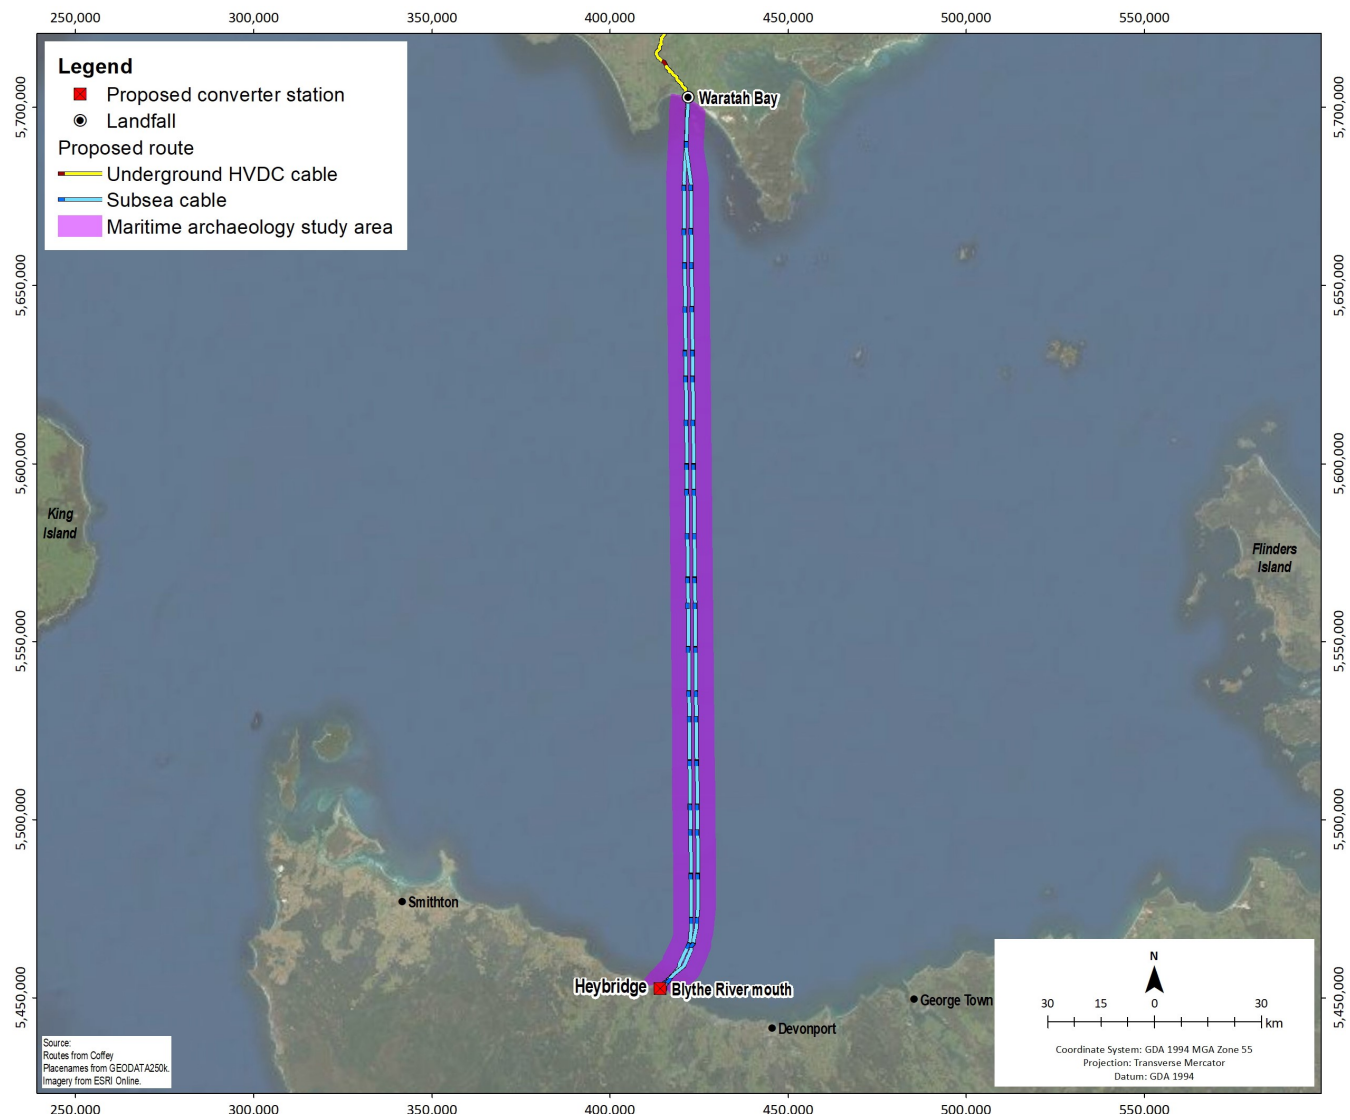 250,000
300,000
350,000
400,000
450,000
500,000
550,000
Legend
Proposed converter station
Landfall
Proposed route
Underground HVDC cable
Subsea cable
Maritime archaeology study area
Waratah Bay
5,700,000
5,700,000
5,650,000
5,650,000
5,600,000
5,600,000
King
Island
Flinders
Island
5,550,000
5,550,000
5,500,000
5,500,000
Smithton
Heybridge
Blythe River mouth
George Town
Devonport
5,450,000
5,450,000
N
30
15
0
30
km
Coordinate System: GDA 1994 MGA Zone 55
Projection: Transverse Mercator
Datum: GDA 1994
Source:
Routes from Coffey
Placenames from GEODATA250k.
Imagery from ESRI Online.
250,000
300,000
350,000
400,000
450,000
500,000
550,000